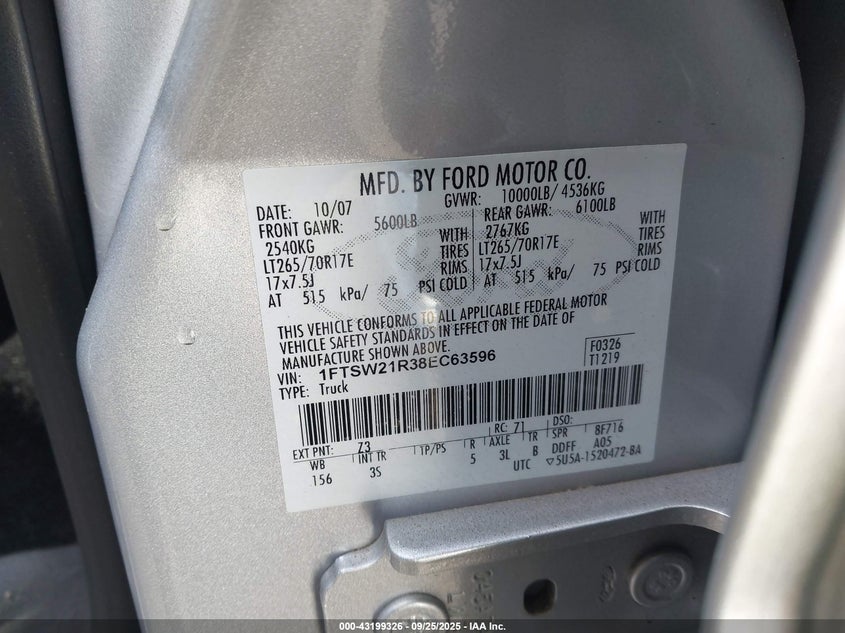 MFD. BY FORD MOTOR CO.
DATE: 10/07 GVWR: 10000LB/ 4536KG
FRONT GAWR: 5600LB REAR GAWR: 6100LB
2540KG WITH 2767KG WITH
LT265/70R17E TIRES LT265/70R17E TIRES
17x7.5J RIMS 17x7.5J RIMS
AT 515 kPa/ 75 PSI COLD AT 515 kPa/ 75 PSI COLD
THIS VEHICLE CONFORMS TO ALL APPLICABLE FEDERAL MOTOR
VEHICLE SAFETY STANDARDS IN EFFECT ON THE DATE OF
MANUFACTURE SHOWN ABOVE.
VIN: 1FTSW21R38EC63596 F0326
TYPE: Truck T1219
EXT PNT: Z3 RC: 71 DSO:
WB INT TR TP/PS R AXLE TR SPR 8F716
156 3S 5 3L B DDFF A05
UTC ▽5U5A-1520472-BA
000-43199326 - 09/25/2025 - IAA Inc.